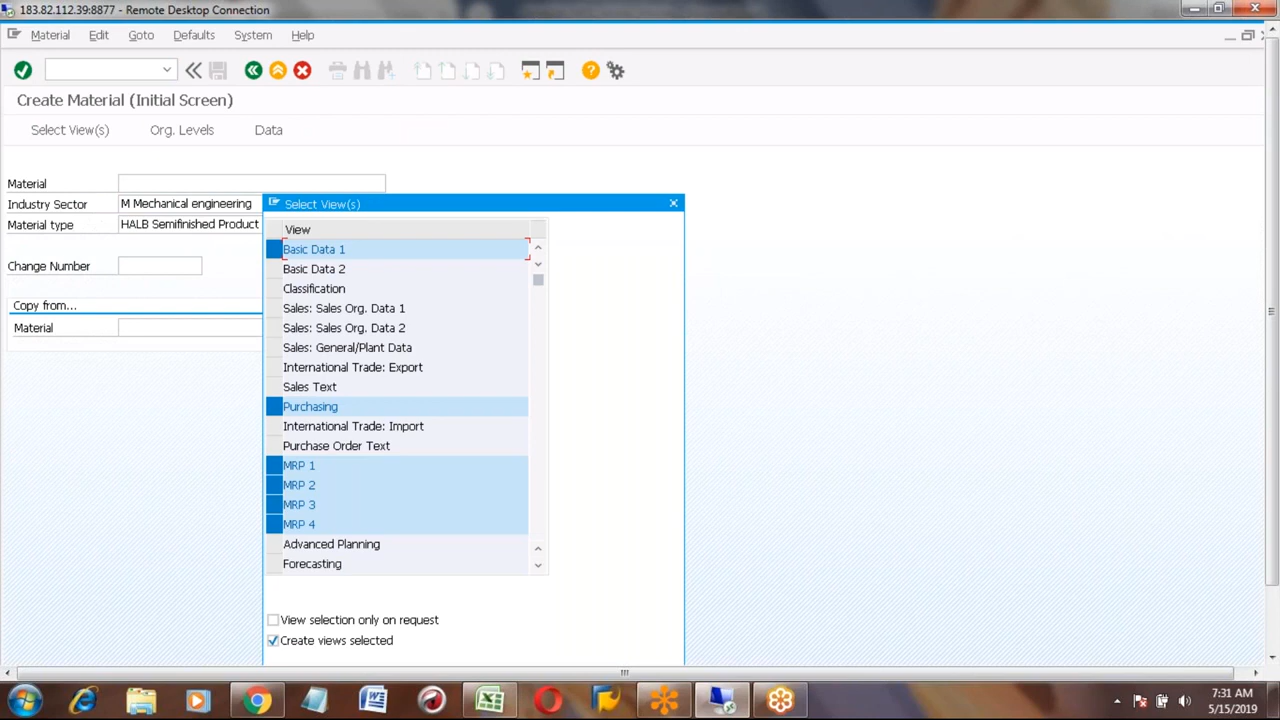 183.82.112.39:8877 - Remote Desktop Connection
Material Edit Goto Defaults System Help
Create Material (Initial Screen)
Select View(s) Org. Levels Data
Material
Industry Sector M Mechanical engineering
Material type HALB Semifinished Product
Change Number
Copy from...
Material
Select View(s)
View
Basic Data 1
Basic Data 2
Classification
Sales: Sales Org. Data 1
Sales: Sales Org. Data 2
Sales: General/Plant Data
International Trade: Export
Sales Text
Purchasing
International Trade: Import
Purchase Order Text
MRP 1
MRP 2
MRP 3
MRP 4
Advanced Planning
Forecasting
View selection only on request
Create views selected
7:31 AM
5/15/2019